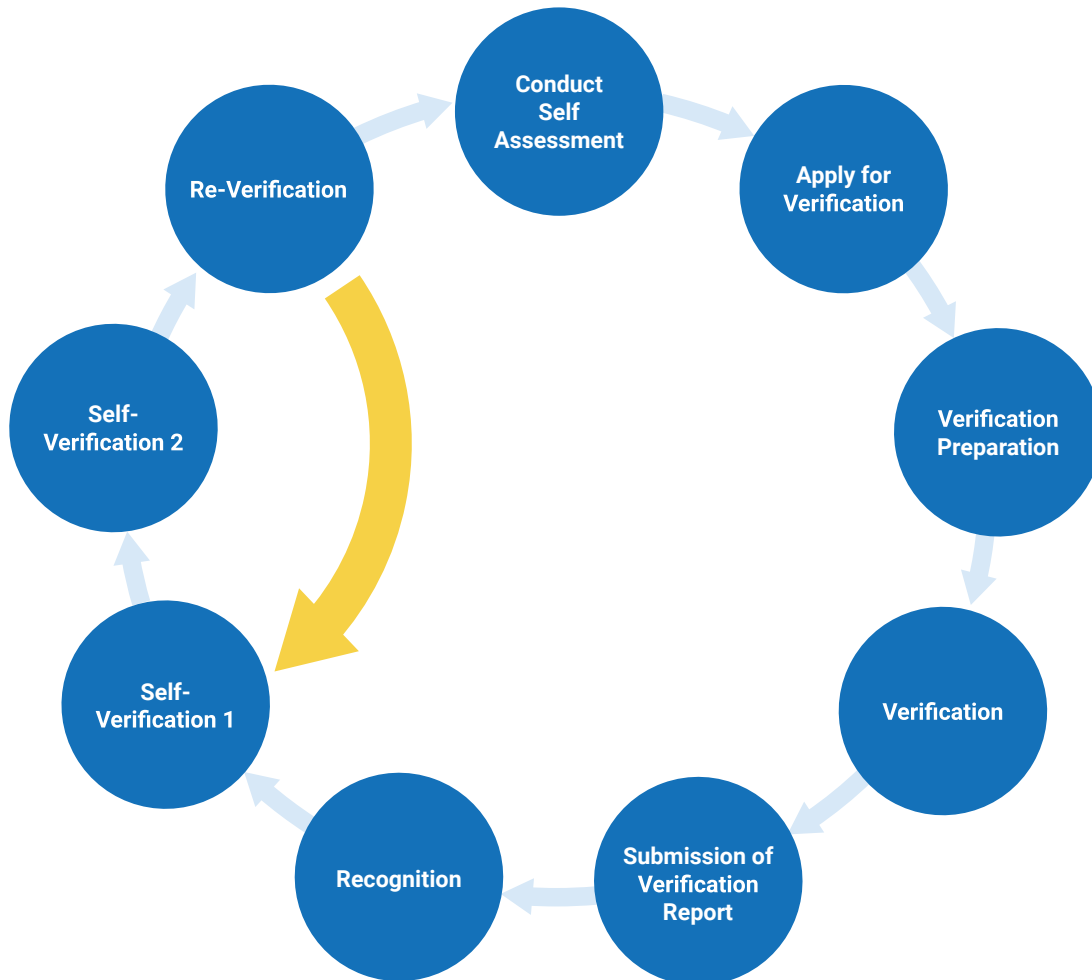 Conduct
Self
Assessment
Apply for
Verification
Verification
Preparation
Verification
Submission of
Verification
Report
Recognition
Self-
Verification 1
Self-
Verification 2
Re-Verification